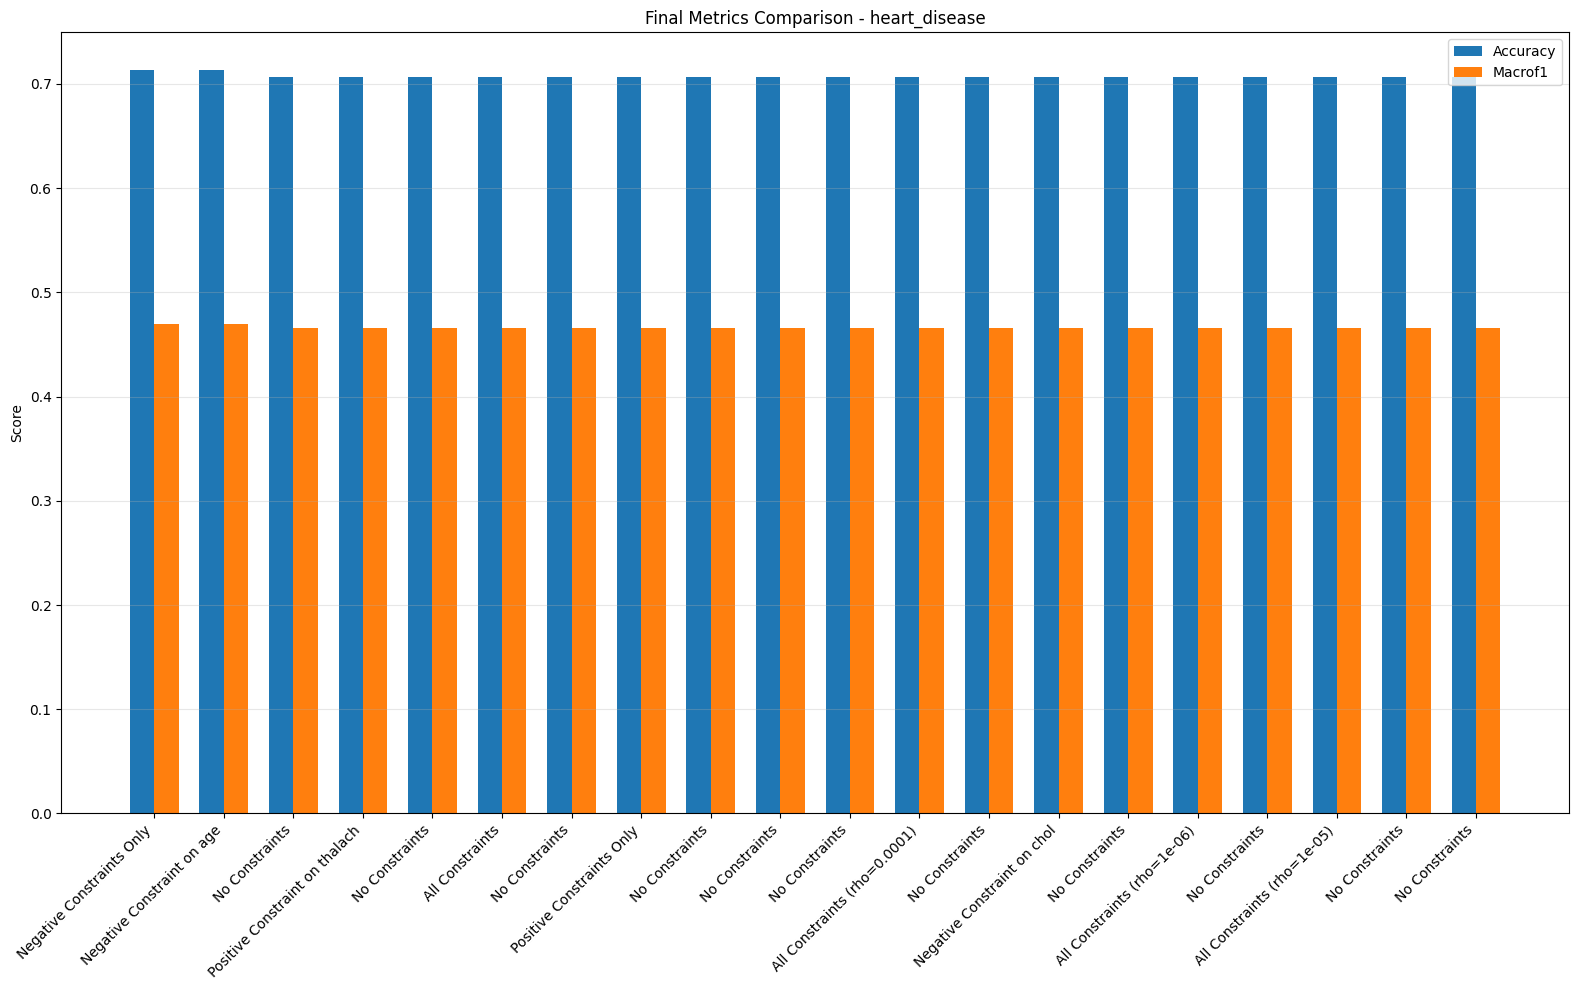 Final Metrics Comparison - heart_disease
Accuracy
Macrof1
Score
0.7
0.6
0.5
0.4
0.3
0.2
0.1
0.0
Negative Constraints Only
Negative Constraint on age
No Constraints
Positive Constraint on thalach
No Constraints
All Constraints
No Constraints
Positive Constraints Only
No Constraints
No Constraints
No Constraints
All Constraints (rho=0.0001)
No Constraints
Negative Constraint on chol
No Constraints
All Constraints (rho=1e-06)
No Constraints
All Constraints (rho=1e-05)
No Constraints
No Constraints